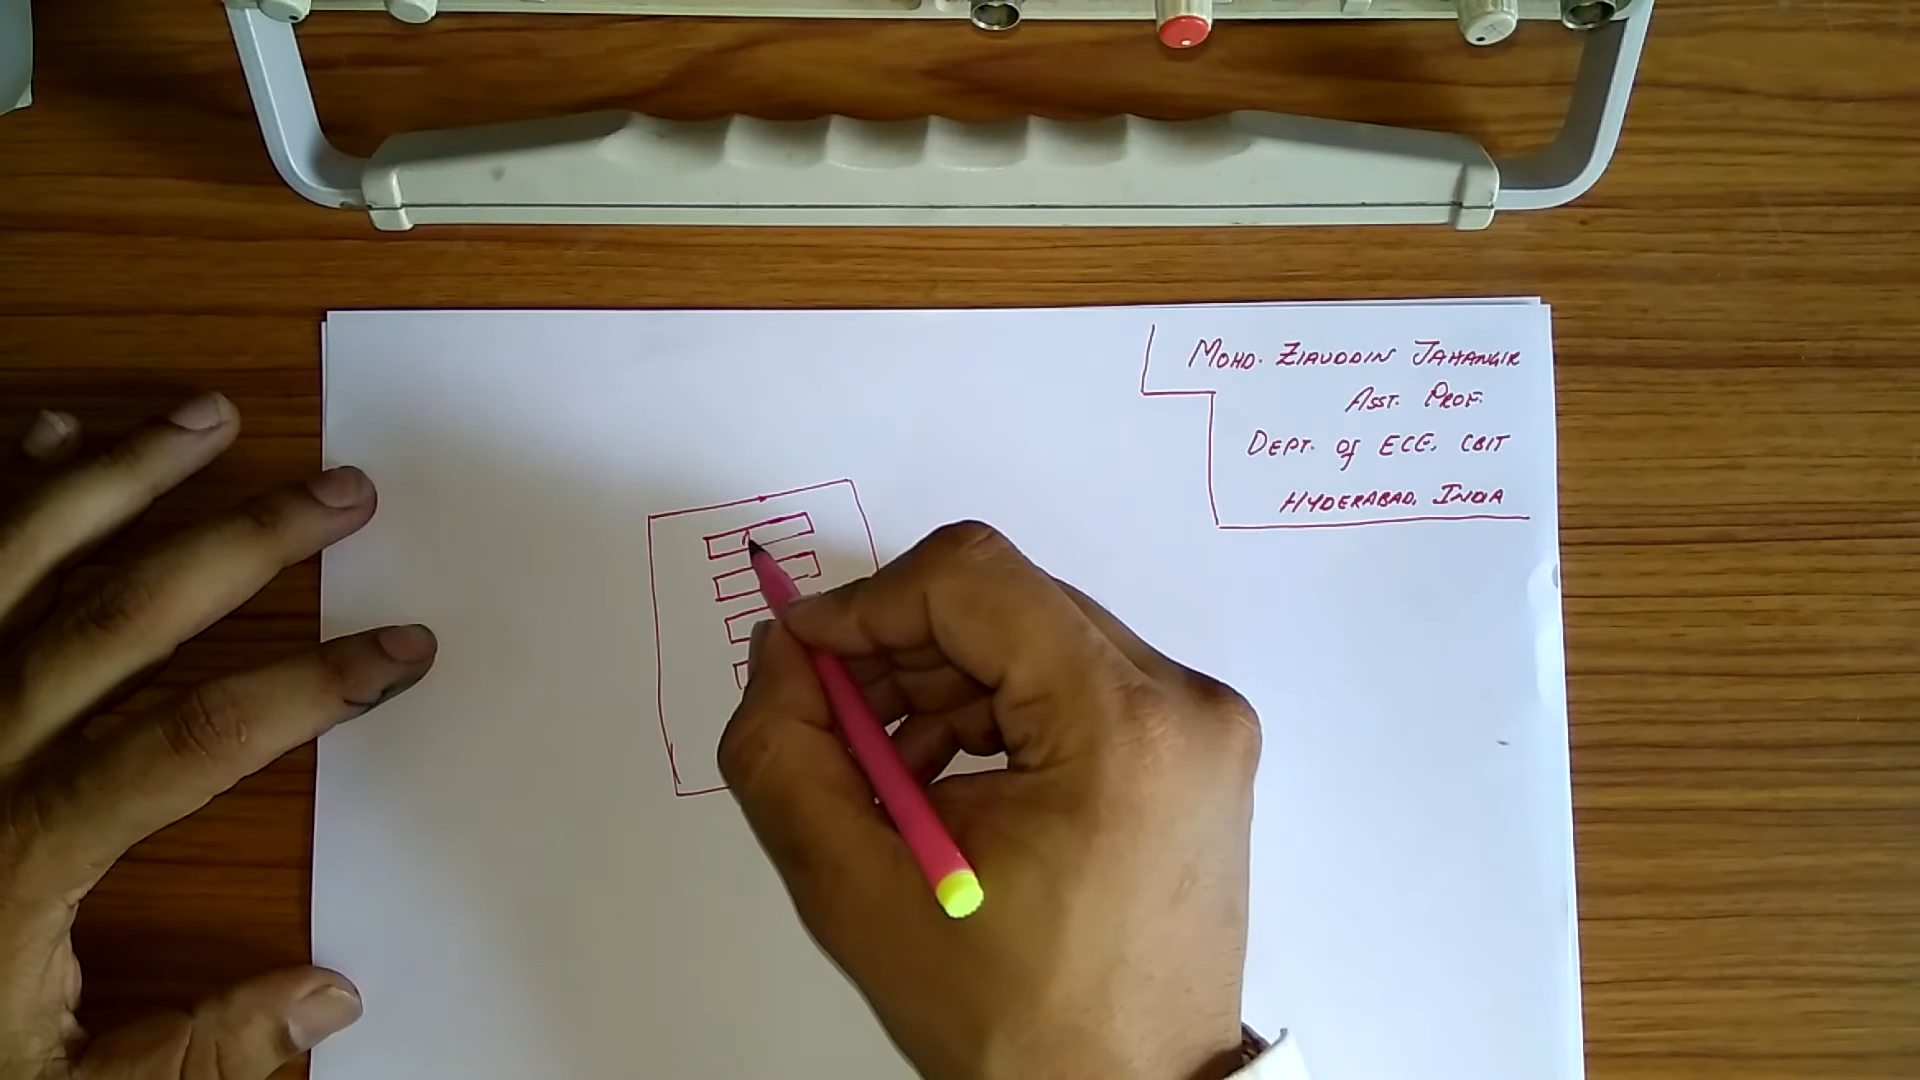 MOHD. ZIAUDDIN JAHANGIR
ASST. PROF.
DEPT. of ECE, CBIT
HYDERABAD, INDIA